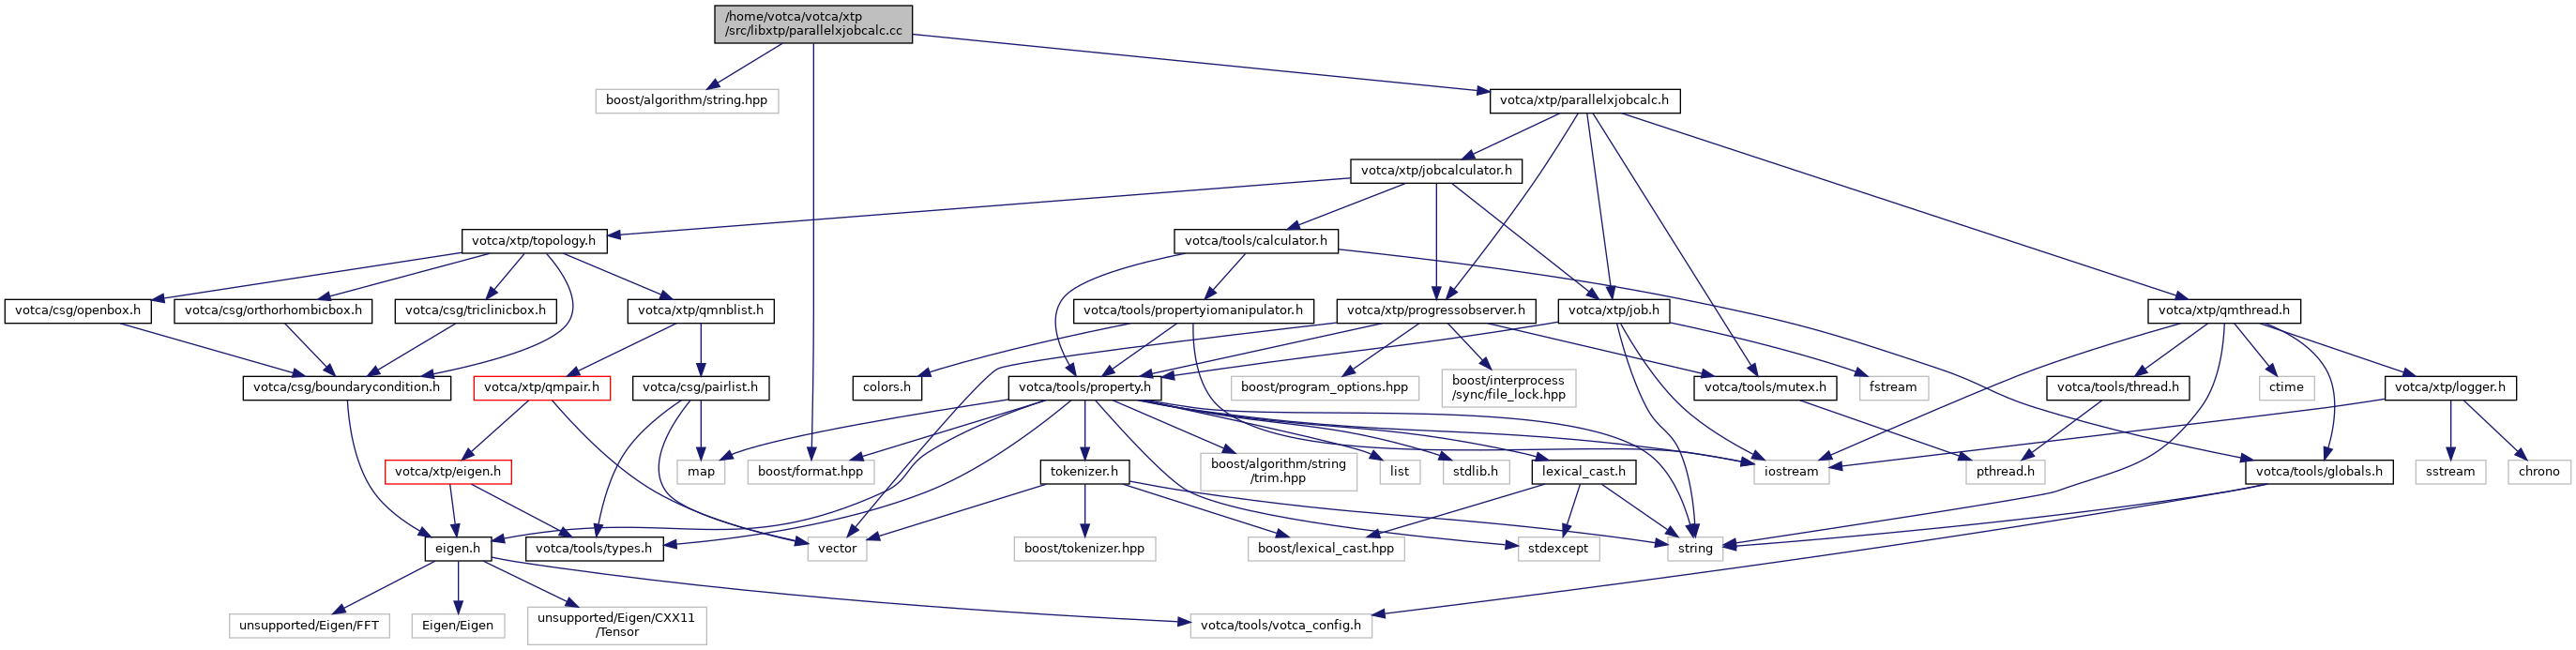 /home/votca/votca/xtp
/src/libxtp/parallelxjobcalc.cc
boost/algorithm/string.hpp
votca/xtp/parallelxjobcalc.h
votca/xtp/jobcalculator.h
votca/xtp/topology.h
votca/tools/calculator.h
votca/csg/openbox.h
votca/csg/orthorhombicbox.h
votca/csg/triclinicbox.h
votca/xtp/qmnblist.h
votca/tools/propertyiomanipulator.h
votca/xtp/progressobserver.h
votca/xtp/job.h
votca/xtp/qmthread.h
votca/csg/boundarycondition.h
votca/xtp/qmpair.h
votca/csg/pairlist.h
colors.h
votca/tools/property.h
boost/program_options.hpp
boost/interprocess
/sync/file_lock.hpp
votca/tools/mutex.h
fstream
votca/tools/thread.h
ctime
votca/xtp/logger.h
votca/xtp/eigen.h
map
boost/format.hpp
tokenizer.h
boost/algorithm/string
/trim.hpp
list
stdlib.h
lexical_cast.h
iostream
pthread.h
votca/tools/globals.h
sstream
chrono
eigen.h
votca/tools/types.h
vector
boost/tokenizer.hpp
boost/lexical_cast.hpp
stdexcept
string
unsupported/Eigen/FFT
Eigen/Eigen
unsupported/Eigen/CXX11
/Tensor
votca/tools/votca_config.h